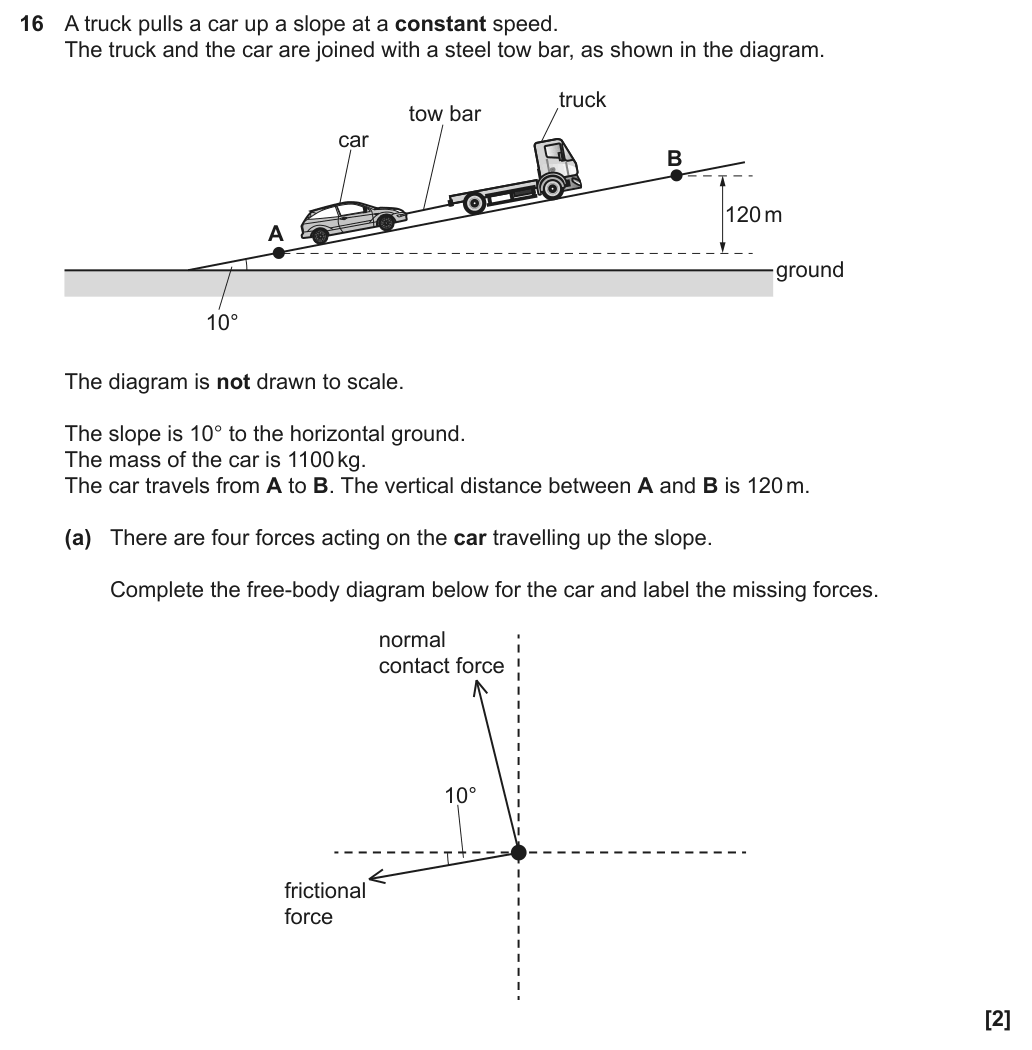 16 A truck pulls a car up a slope at a constant speed.
The truck and the car are joined with a steel tow bar, as shown in the diagram.
truck
tow bar
car
B
120 m
A
ground
10°
The diagram is not drawn to scale.
The slope is 10° to the horizontal ground.
The mass of the car is 1100 kg.
The car travels from A to B. The vertical distance between A and B is 120 m.
(a) There are four forces acting on the car travelling up the slope.
Complete the free-body diagram below for the car and label the missing forces.
normal
contact force
10°
frictional
force
[2]